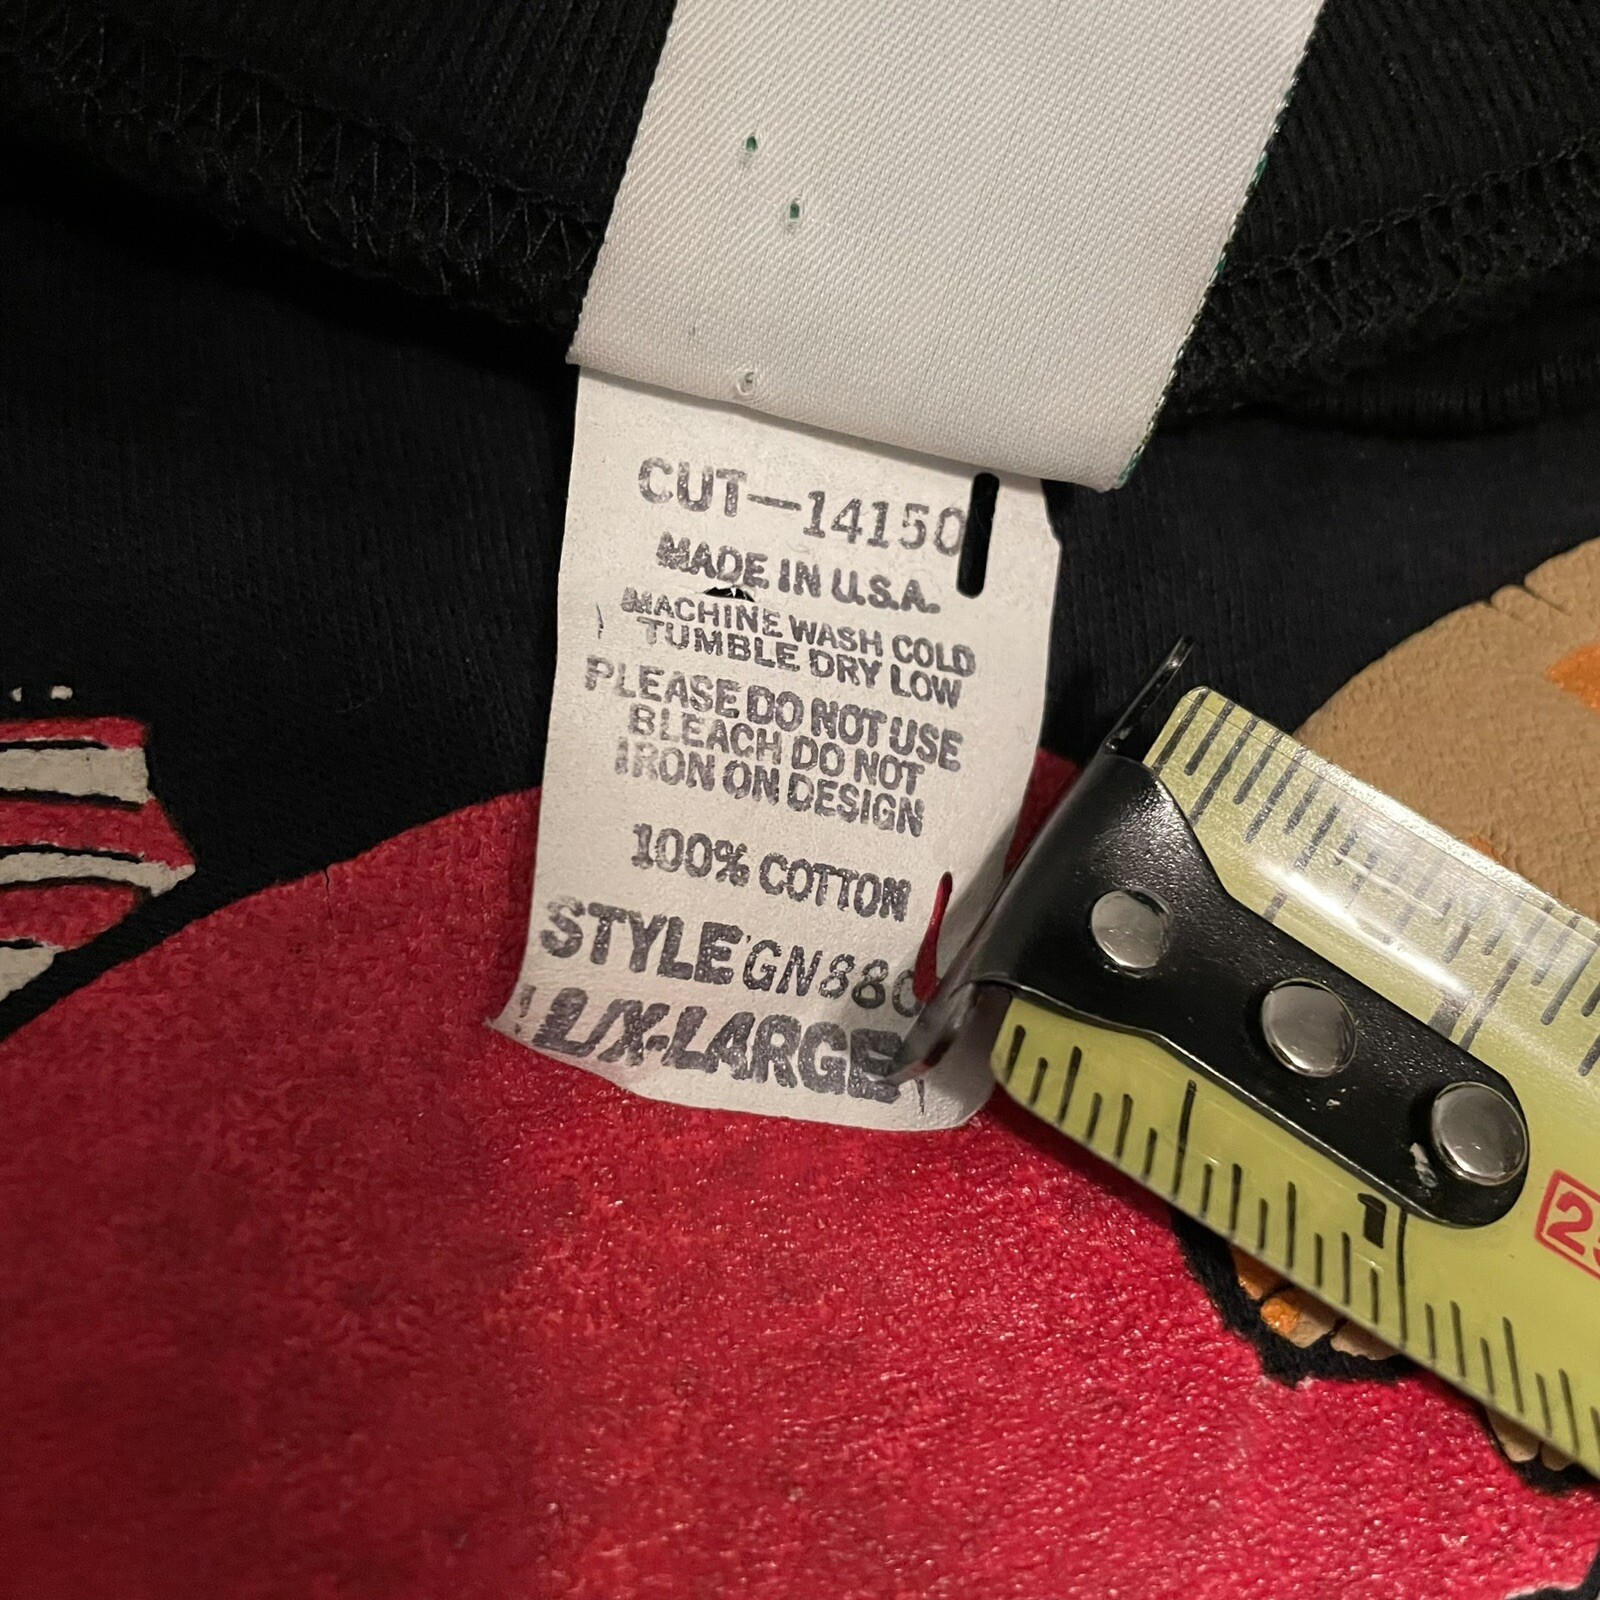 CUT—14150
MADE IN U.S.A.
MACHINE WASH COLD
TUMBLE DRY LOW
PLEASE DO NOT USE
BLEACH DO NOT
IRON ON DESIGN
100% COTTON
STYLE GN880
L/X-LARGE
1